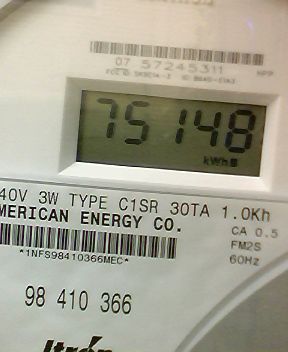 07 57245311
75148
kWh
40V 3W TYPE C1SR 30TA 1.0Kh
MERICAN ENERGY CO.
CA 0.5
FM2S
*1NFS98410366MEC*
60Hz
98 410 366
Itron